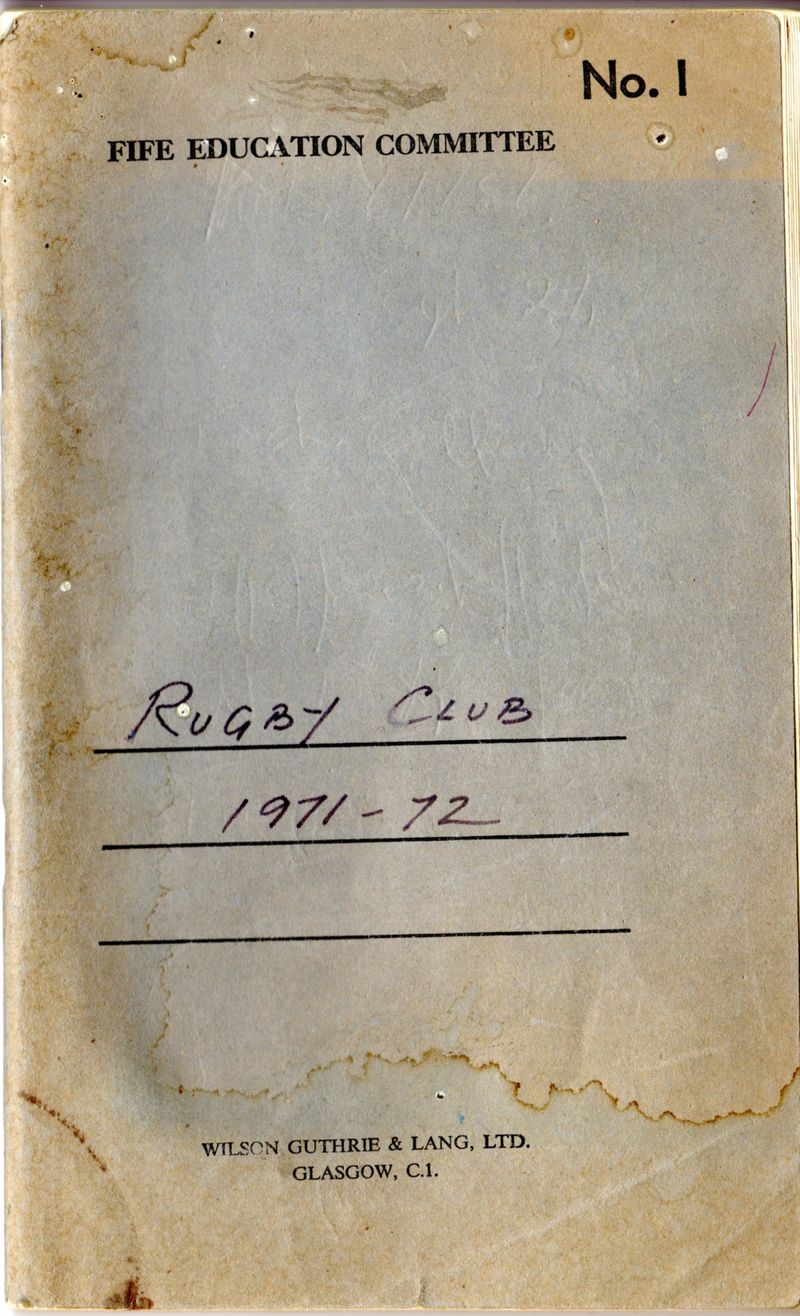 No. 1
FIFE EDUCATION COMMITTEE
RUGBY CLUB
1971-72
WILSON GUTHRIE & LANG, LTD.
GLASGOW, C.1.